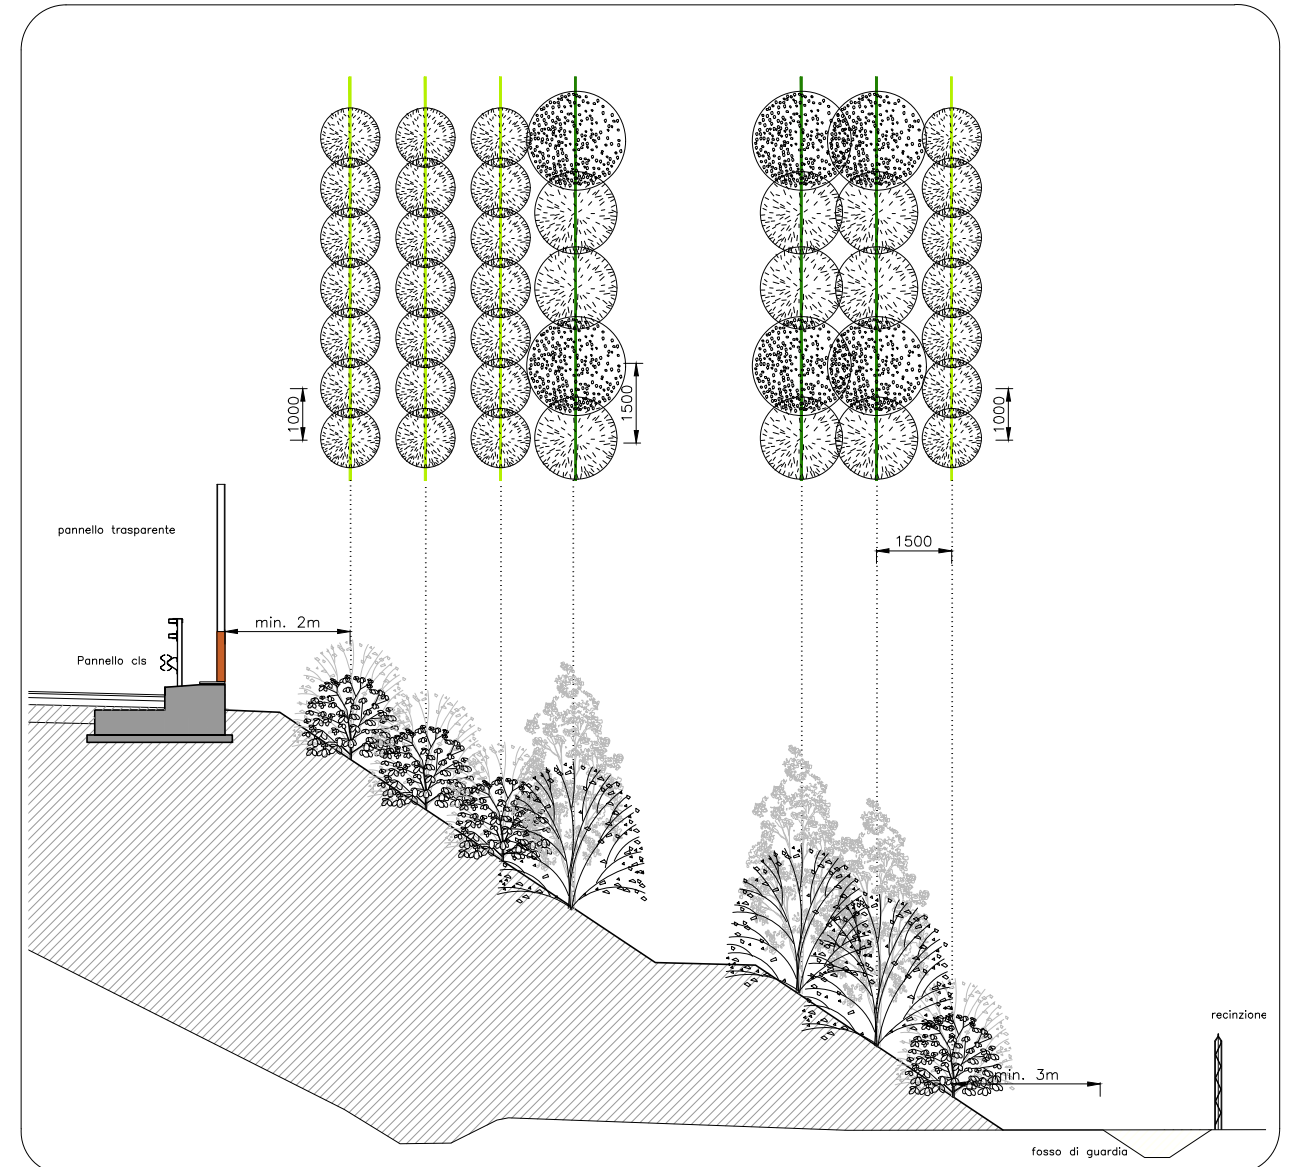 1000
1500
1000
1500
pannello trasparente
min. 2m
Pannello cls
recinzione
min. 3m
fosso di guardia